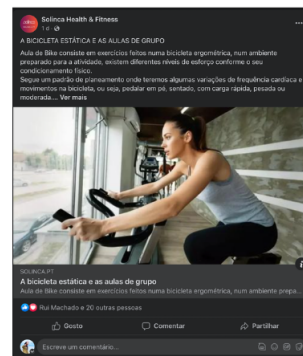 Solinca Health & Fitness
1 d ·
A BICICLETA ESTÁTICA E AS AULAS DE GRUPO
Aula de Bike consiste em exercícios feitos numa bicicleta ergométrica, num ambiente
preparado para a atividade, existem diferentes níveis de esforço conforme o seu
condicionamento físico.
Segue um padrão de planeamento onde teremos algumas variações de frequência cardíaca e
movimentos na bicicleta, ou seja, pedalar em pé, sentado, com carga rápida, pesada ou
moderada.... Ver mais
SOLINCA.PT
A bicicleta estática e as aulas de grupo
Aula de Bike consiste em exercícios feitos numa bicicleta ergométrica, num ambiente prepa...
Rui Machado e 20 outras pessoas
Gosto
Comentar
Partilhar
Escreve um comentário...